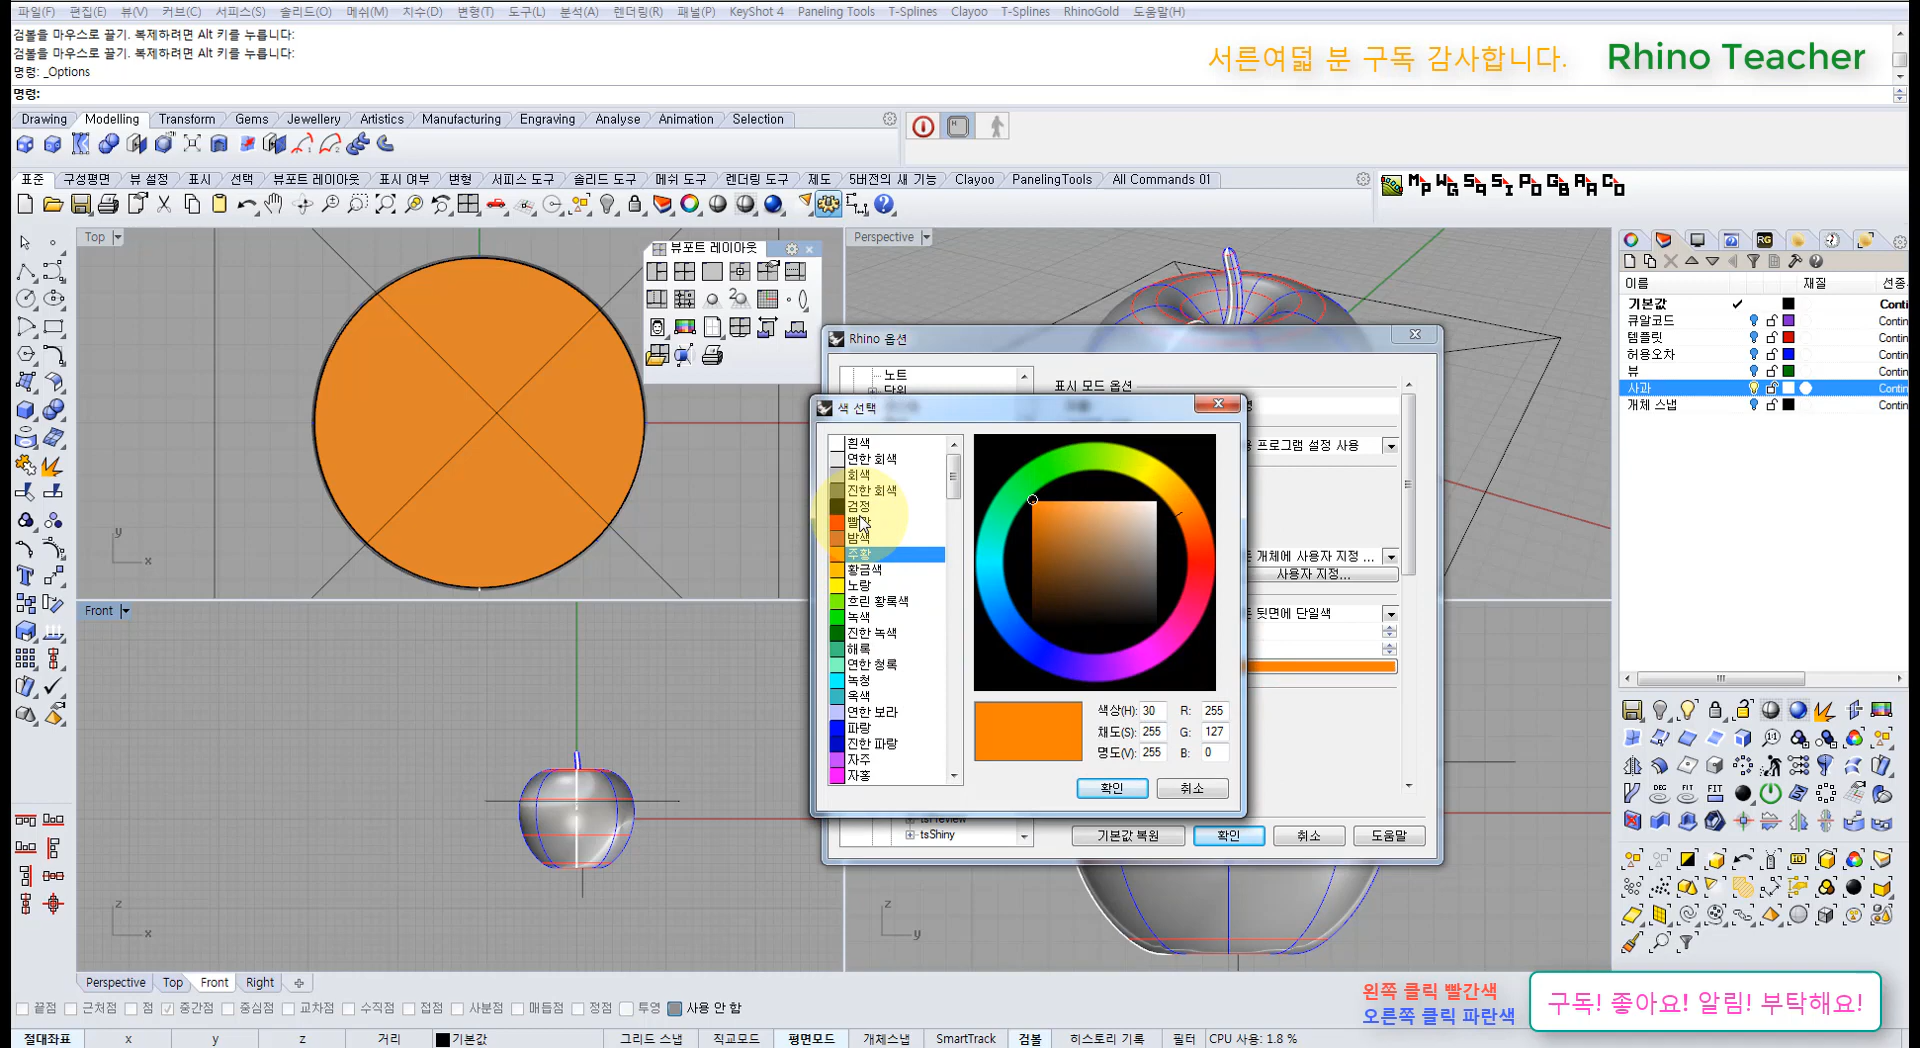 파일(F) 편집(E) 뷰(V) 커브(C) 서피스(S) 솔리드(O) 메쉬(M) 치수(D) 변형(T) 도구(L) 분석(A) 렌더링(R) 패널(P) KeyShot 4 Paneling Tools T-Splines Clayoo T-Splines RhinoGold 도움말(H)
검볼을 마우스로 끌기. 복제하려면 Alt 키를 누릅니다:
검볼을 마우스로 끌기. 복제하려면 Alt 키를 누릅니다:
명령: _Options
명령:
서른여덟 분 구독 감사합니다.
Rhino Teacher
Drawing Modelling Transform Gems Jewellery Artistics Manufacturing Engraving Analyse Animation Selection
표준 구성평면 뷰 설정 표시 선택 뷰포트 레이아웃 표시 여부 변형 서피스 도구 솔리드 도구 메쉬 도구 렌더링 도구 제도 5버전의 새 기능 Clayoo PanelingTools All Commands 01
Top
뷰포트 레이아웃
Perspective
이름 재질 선종
기본값 Conti
큐알코드 Contin
템플릿 Contin
허용오차 Contin
뷰 Contin
사과 Contin
개체 스냅 Contin
Rhino 옵션
노트
단위
표시 모드 옵션
색 선택
흰색
연한 회색
회색
진한 회색
검정
빨강
밤색
주황
황금색
노랑
흐린 황록색
녹색
진한 녹색
해록
연한 청록
녹청
옥색
연한 보라
파랑
진한 파랑
자주
자홍
색상(H): 30 R: 255
채도(S): 255 G: 127
명도(V): 255 B: 0
확인 취소
프로그램 설정 사용
개체에 사용자 지정 ...
사용자 지정...
뒷면에 단일색
tsPreview
tsShiny
기본값 복원 확인 취소 도움말
Front
y
x
z
x
z
y
Perspective Top Front Right
끝점 근처점 점 중간점 중심점 교차점 수직점 접점 사분점 매듭점 정점 투영 사용 안 함
왼쪽 클릭 빨간색
오른쪽 클릭 파란색
구독! 좋아요! 알림! 부탁해요!
절대좌표 x y z 거리 기본값 그리드 스냅 직교모드 평면모드 개체스냅 SmartTrack 검볼 히스토리 기록 필터 CPU 사용: 1.8 %